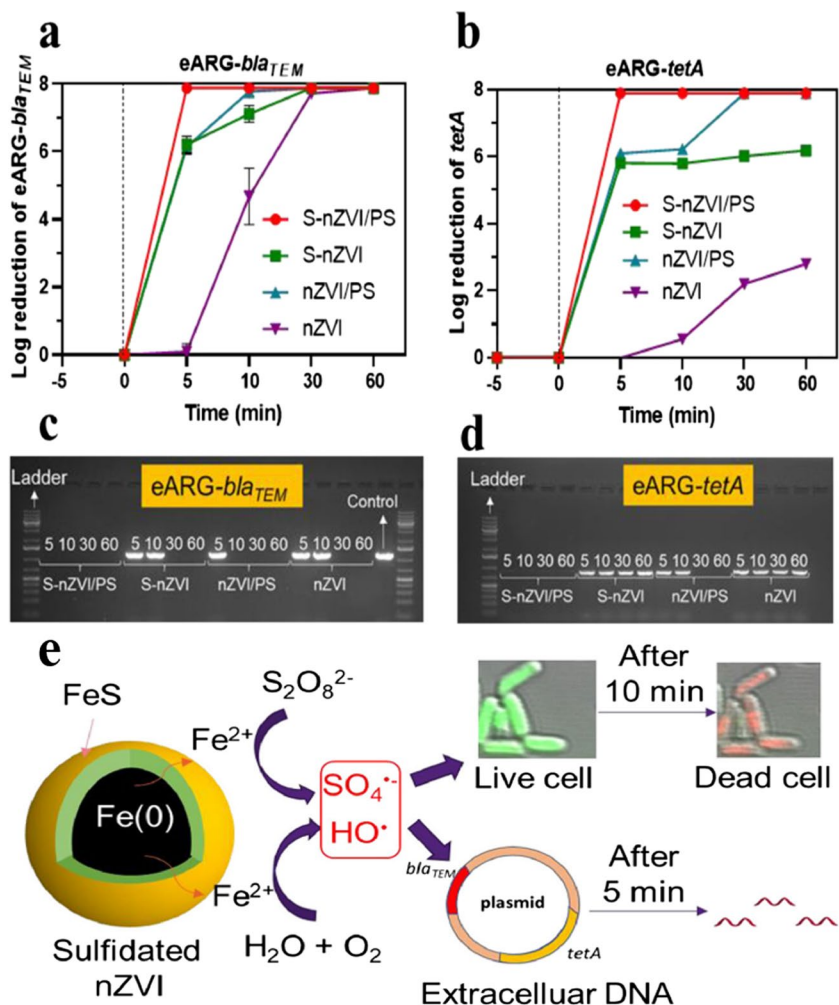 a
eARG-blaTEM
Log reduction of eARG-blaTEM
8
6
4
2
0
S-nZVI/PS
S-nZVI
nZVI/PS
nZVI
-5 0 5 10 30 60
Time (min)
b
eARG-tetA
Log reduction of tetA
8
6
4
2
0
S-nZVI/PS
S-nZVI
nZVI/PS
nZVI
-5 0 5 10 30 60
Time (min)
c
Ladder
eARG-blaTEM
Control
5 10 30 60 5 10 30 60 5 10 30 60 5 10 30 60
S-nZVI/PS S-nZVI nZVI/PS nZVI
d
Ladder
eARG-tetA
5 10 30 60 5 10 30 60 5 10 30 60 5 10 30 60
S-nZVI/PS S-nZVI nZVI/PS nZVI
e
FeS
Fe(0)
Fe²⁺
Fe²⁺
Sulfidated
nZVI
S₂O₈²⁻
SO₄•⁻
HO•
H₂O + O₂
Live cell
After
10 min
Dead cell
blaTEM
plasmid
tetA
After
5 min
Extracelluar DNA